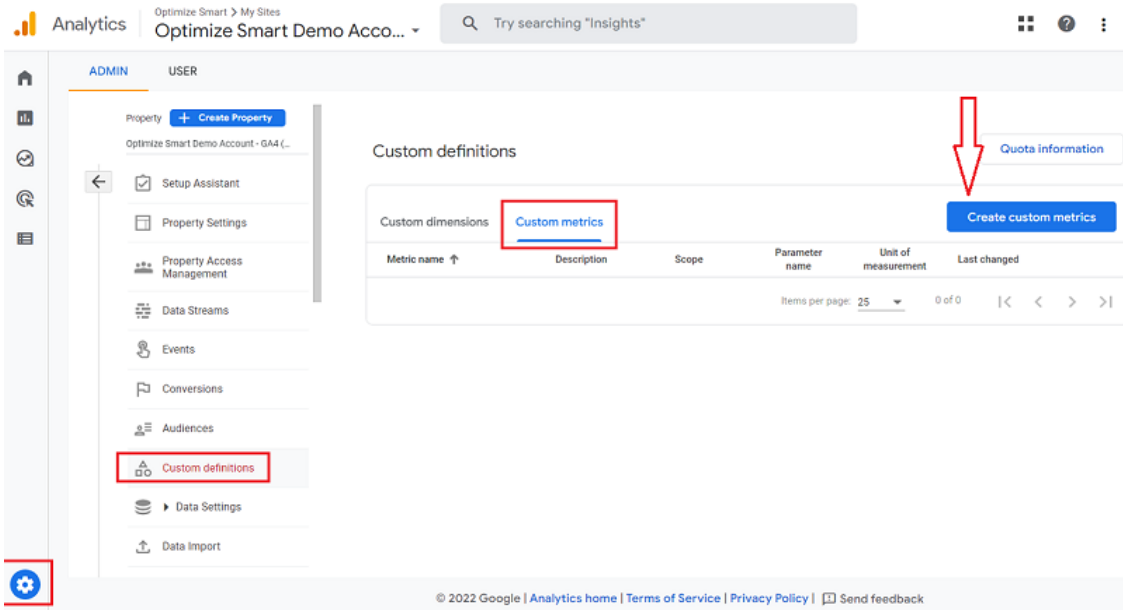 Analytics
Optimize Smart > My Sites
Optimize Smart Demo Acco...
Try searching "Insights"
ADMIN
USER
Property
+ Create Property
Optimize Smart Demo Account - GA4 (...
Setup Assistant
Property Settings
Property Access
Management
Data Streams
Events
Conversions
Audiences
Custom definitions
Data Settings
Data Import
Custom definitions
Quota information
Custom dimensions
Custom metrics
Create custom metrics
Metric name
Description
Scope
Parameter
name
Unit of
measurement
Last changed
Items per page: 25
0 of 0
© 2022 Google | Analytics home | Terms of Service | Privacy Policy | Send feedback